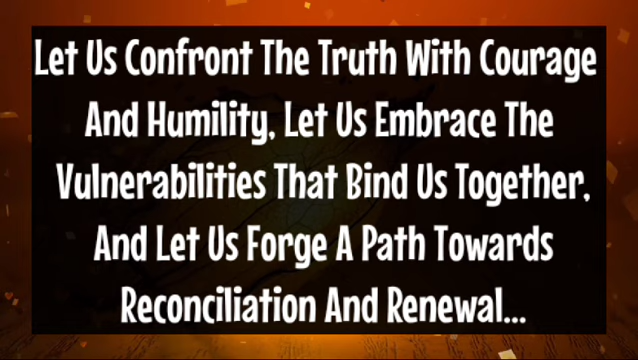 Let Us Confront The Truth With Courage
And Humility, Let Us Embrace The
Vulnerabilities That Bind Us Together,
And Let Us Forge A Path Towards
Reconciliation And Renewal...